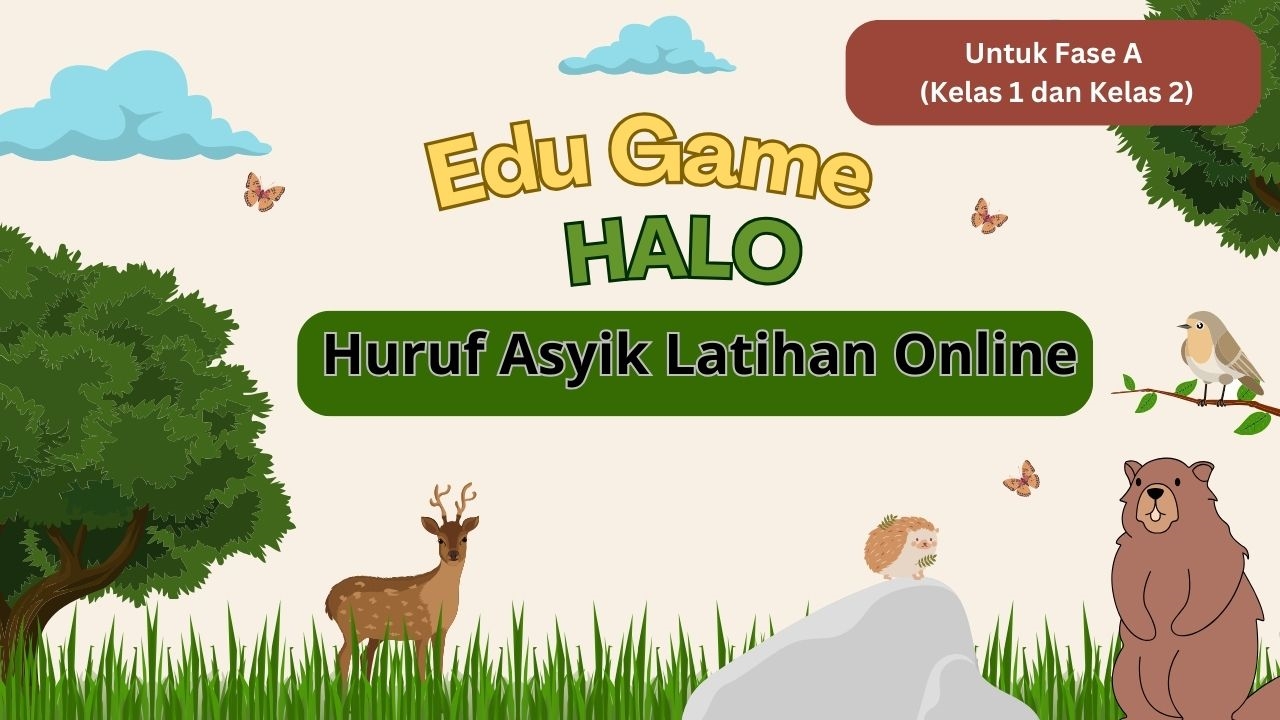 Untuk Fase A
(Kelas 1 dan Kelas 2)
Edu Game
HALO
Huruf Asyik Latihan Online